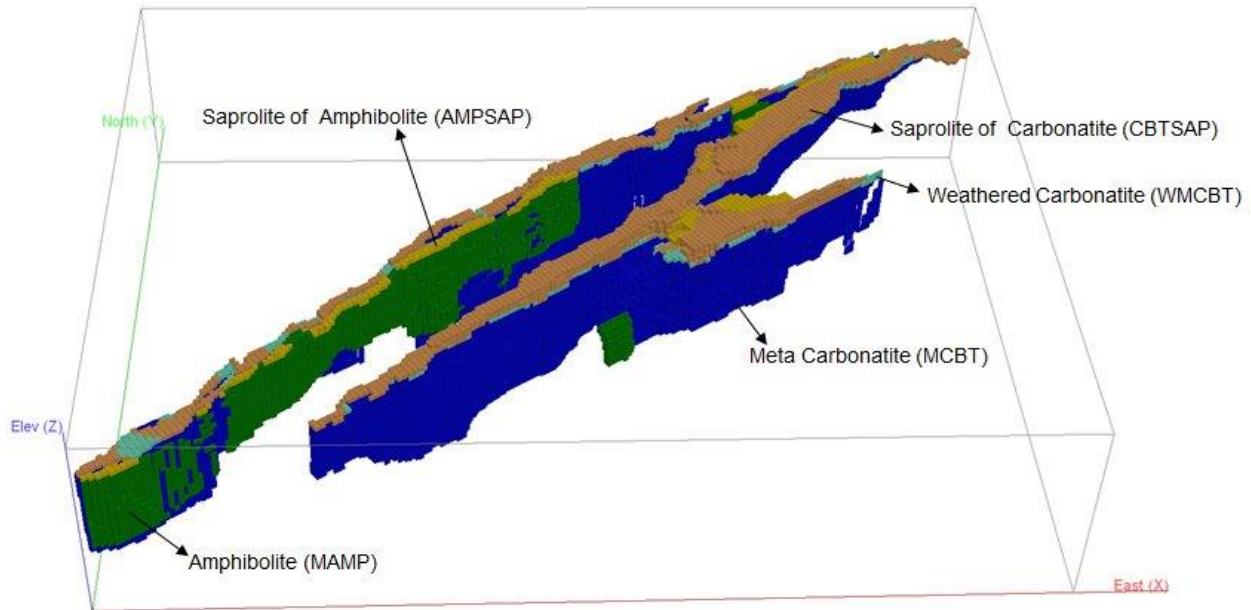 North (Y)
Saprolite of Amphibolite (AMPSAP)
Saprolite of Carbonatite (CBTSAP)
Weathered Carbonatite (WMCBT)
Meta Carbonatite (MCBT)
Elev (Z)
Amphibolite (MAMP)
East (X)